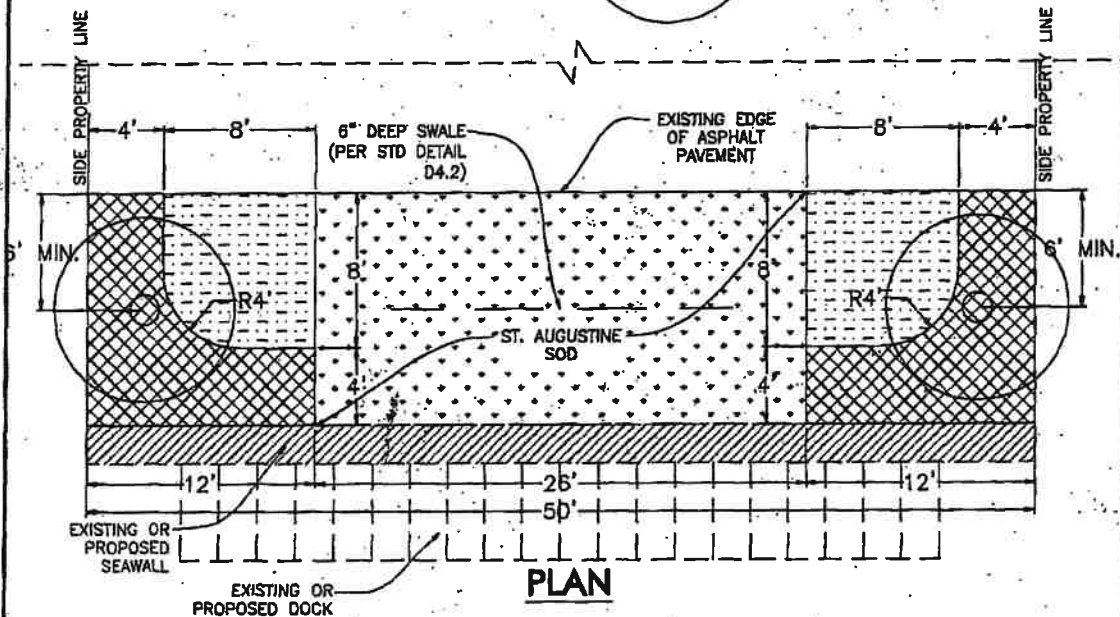 SIDE PROPERTY LINE
SIDE PROPERTY LINE
4'
8'
6" DEEP SWALE
(PER STD DETAIL
D4.2)
EXISTING EDGE
OF ASPHALT
PAVEMENT
8'
4'
6' MIN.
6' MIN.
8'
8'
R4'
R4'
ST. AUGUSTINE
SOD
4'
4'
12'
26'
12'
50'
EXISTING OR
PROPOSED
SEAWALL
EXISTING OR
PROPOSED DOCK
PLAN